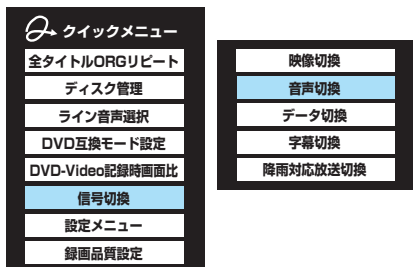 クイックメニュー
全タイトルORGリピート
ディスク管理
ライン音声選択
DVD互換モード設定
DVD-Video記録時画面比
信号切換
設定メニュー
録画品質設定
映像切換
音声切換
データ切換
字幕切換
降雨対応放送切換